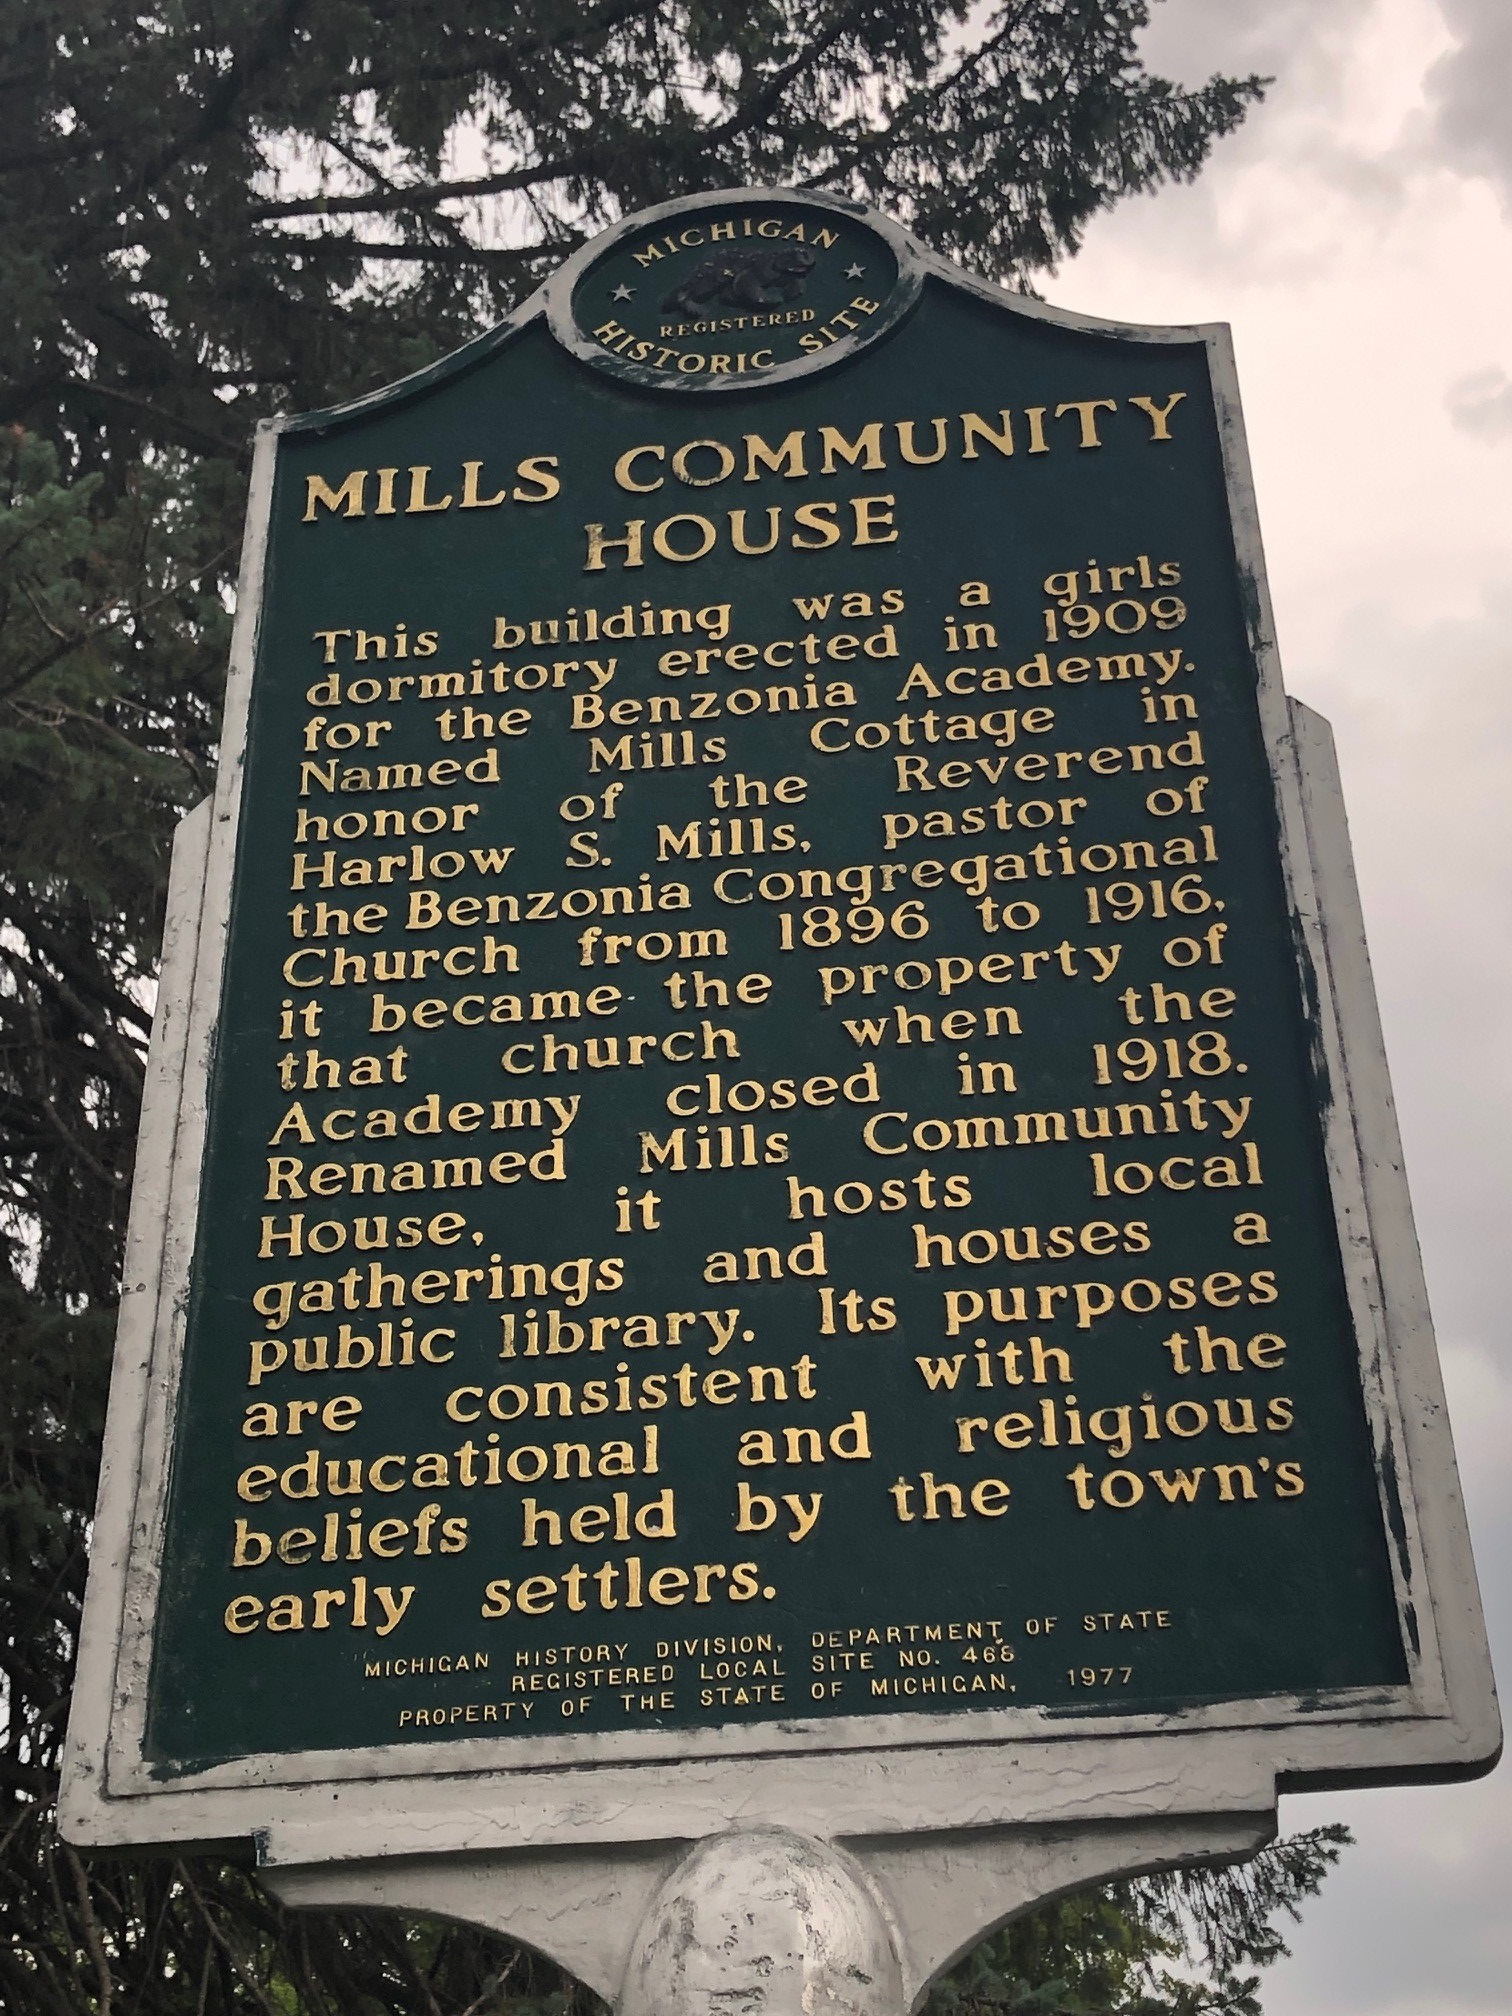 MICHIGAN
REGISTERED
HISTORIC SITE
MILLS COMMUNITY
HOUSE
This building was a girls
dormitory erected in 1909
for the Benzonia Academy.
Named Mills Cottage in
honor of the Reverend
Harlow S. Mills, pastor of
the Benzonia Congregational
Church from 1896 to 1916,
it became the property of
that church when the
Academy closed in 1918.
Renamed Mills Community
House, it hosts local
gatherings and houses a
public library. Its purposes
are consistent with the
educational and religious
beliefs held by the town's
early settlers.
MICHIGAN HISTORY DIVISION, DEPARTMENT OF STATE
REGISTERED LOCAL SITE NO. 468
PROPERTY OF THE STATE OF MICHIGAN, 1977